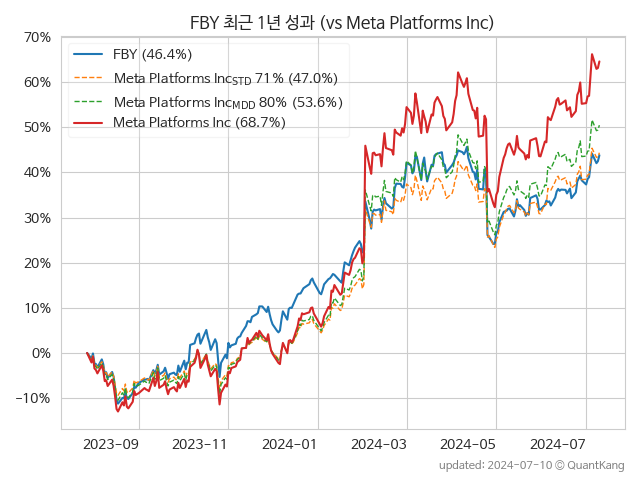 FBY 최근 1년 성과 (vs Meta Platforms Inc)
70%
60%
50%
40%
30%
20%
10%
0%
−10%
FBY (46.4%)
Meta Platforms IncSTD 71% (47.0%)
Meta Platforms IncMDD 80% (53.6%)
Meta Platforms Inc (68.7%)
2023-09
2023-11
2024-01
2024-03
2024-05
2024-07
updated: 2024-07-10 © QuantKang